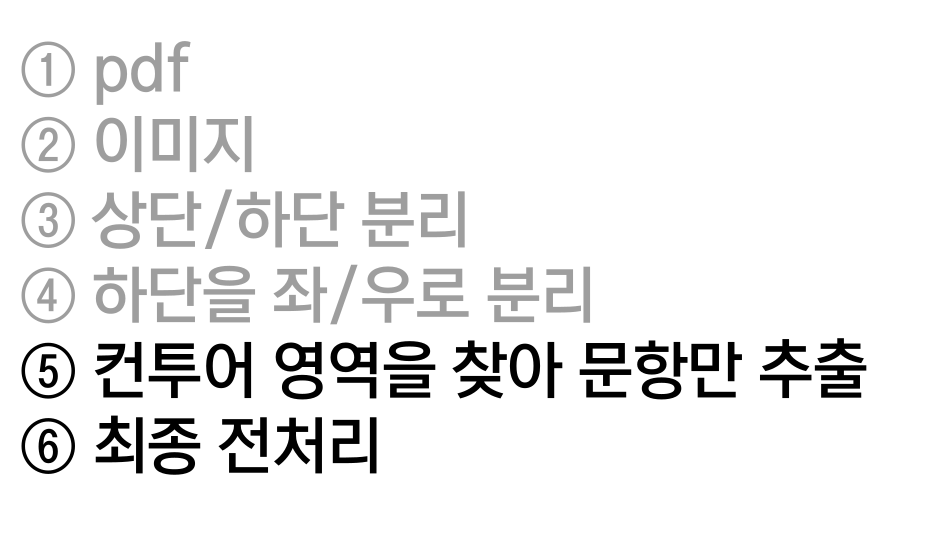 ① pdf
② 이미지
③ 상단/하단 분리
④ 하단을 좌/우로 분리
⑤ 컨투어 영역을 찾아 문항만 추출
⑥ 최종 전처리